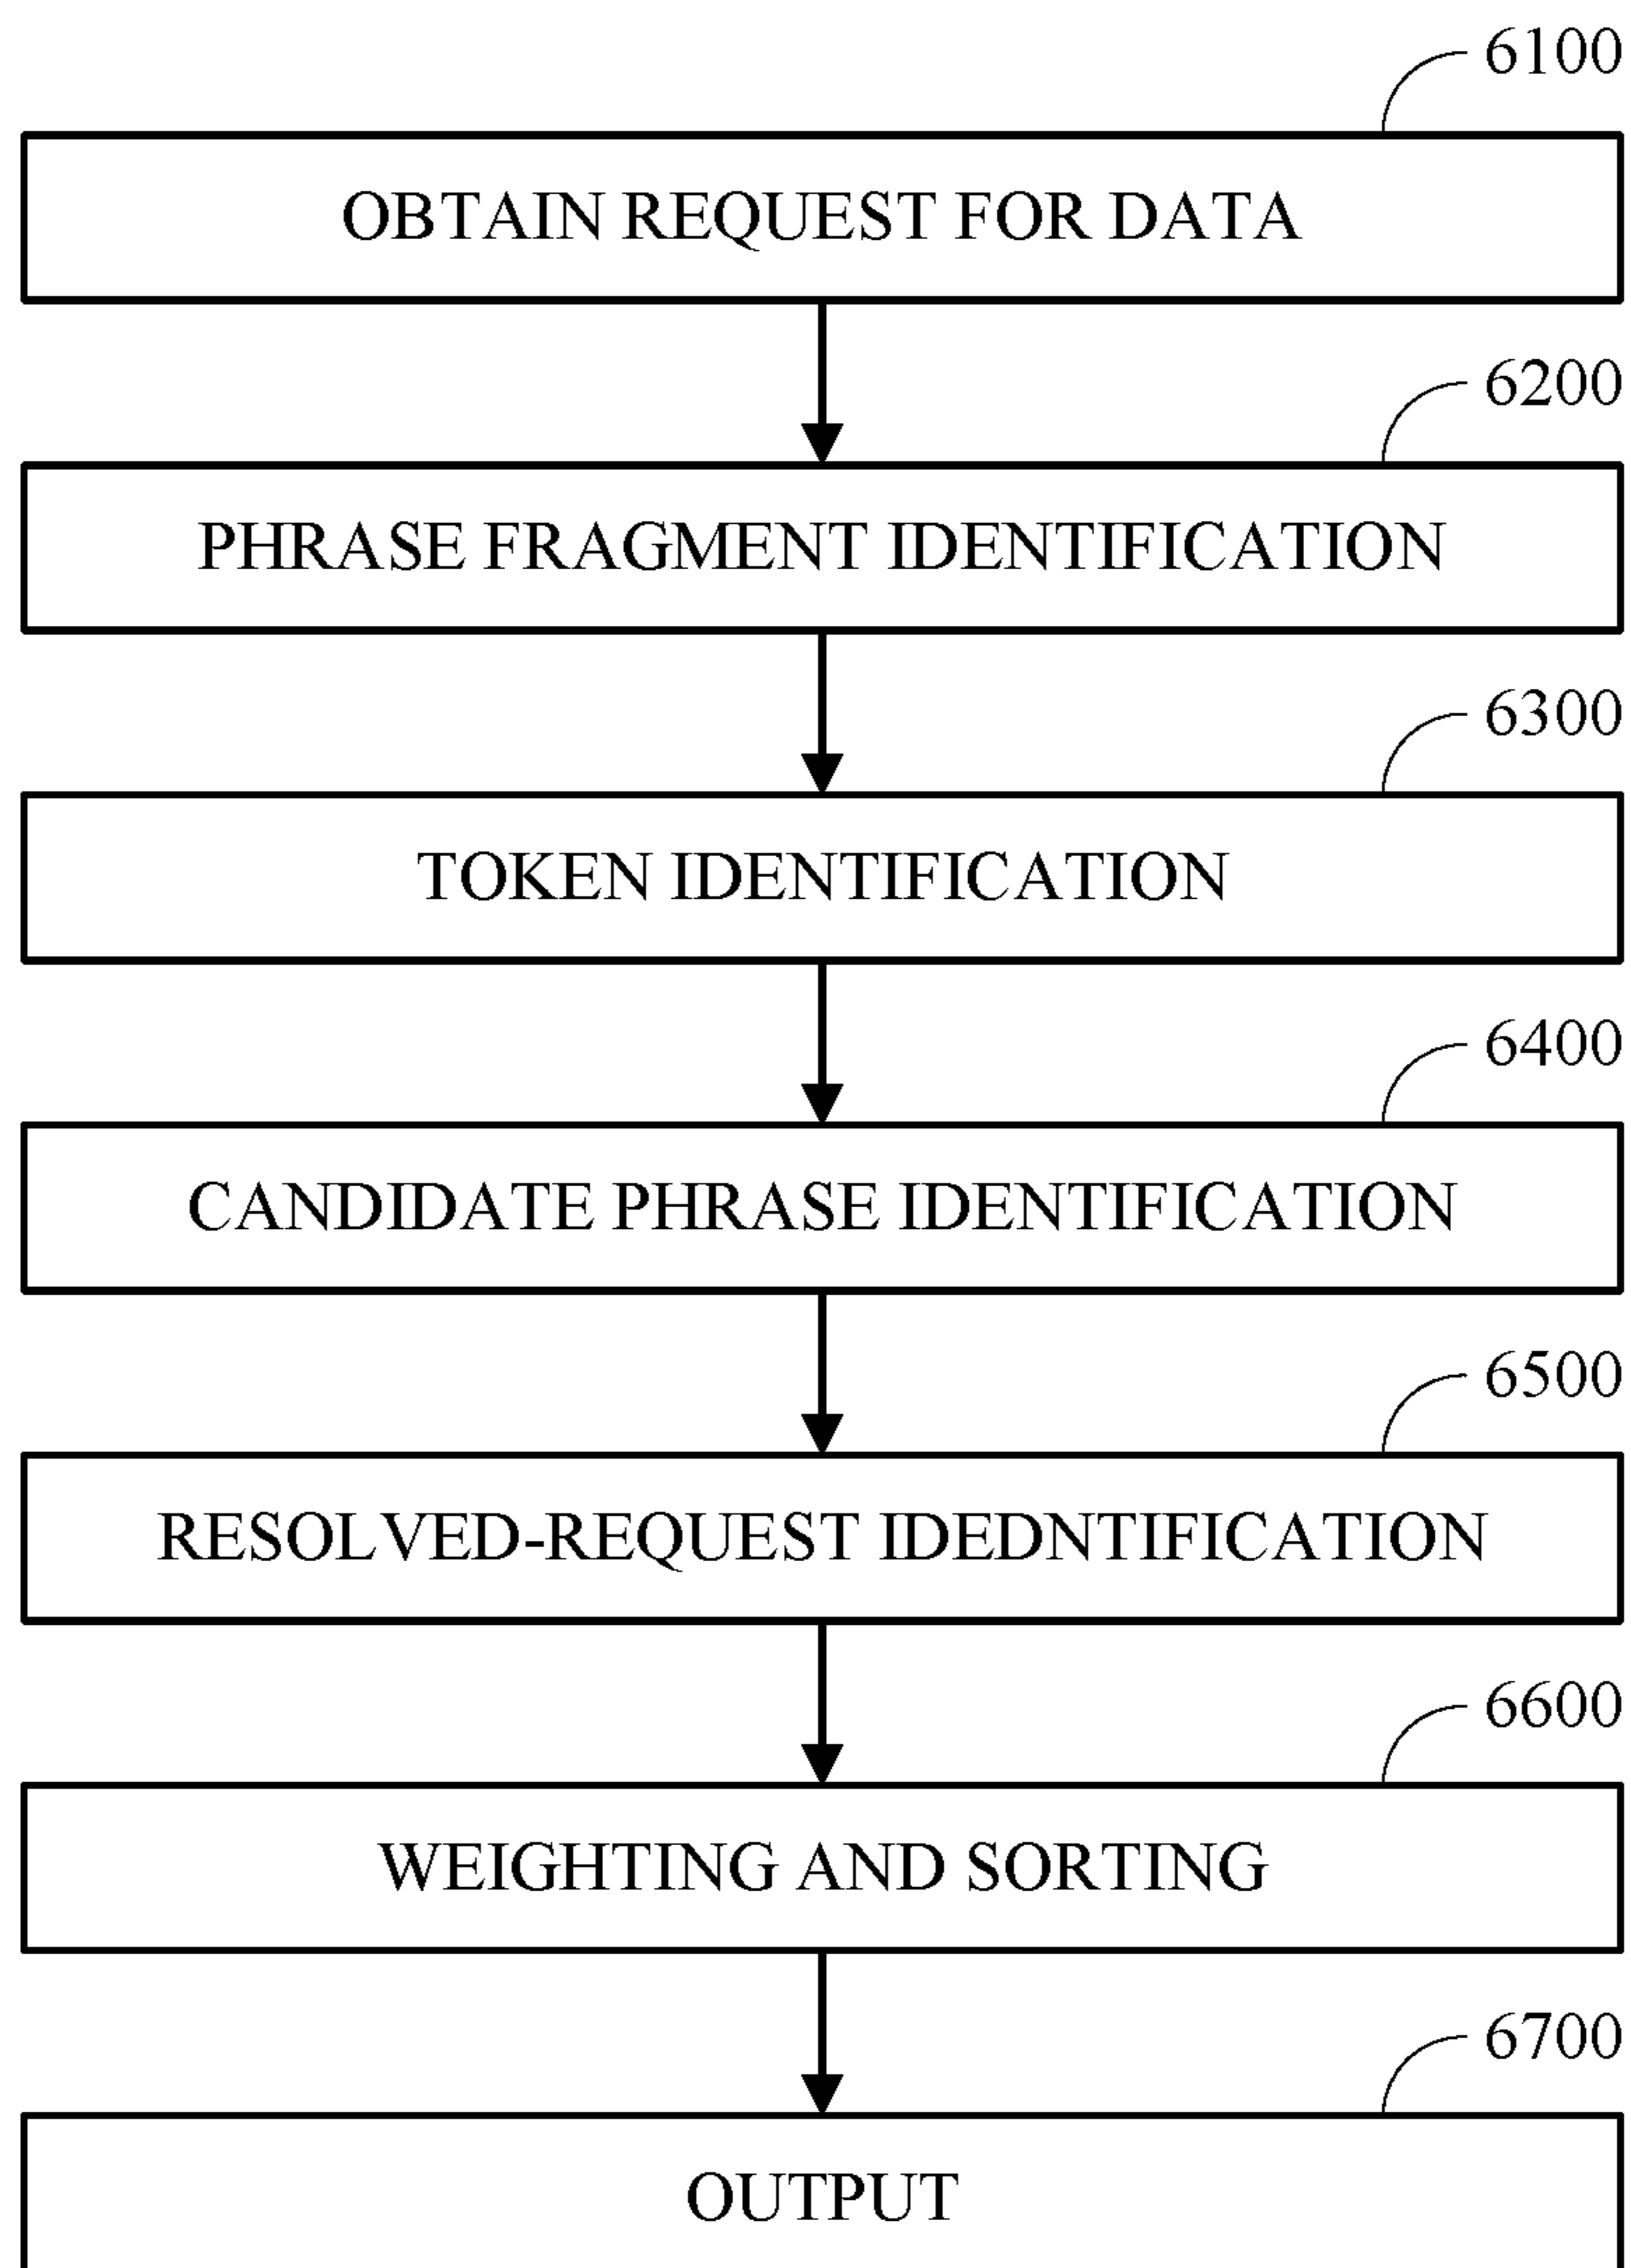 6100
OBTAIN REQUEST FOR DATA
6200
PHRASE FRAGMENT IDENTIFICATION
6300
TOKEN IDENTIFICATION
6400
CANDIDATE PHRASE IDENTIFICATION
6500
RESOLVED-REQUEST IDEDNTIFICATION
6600
WEIGHTING AND SORTING
6700
OUTPUT